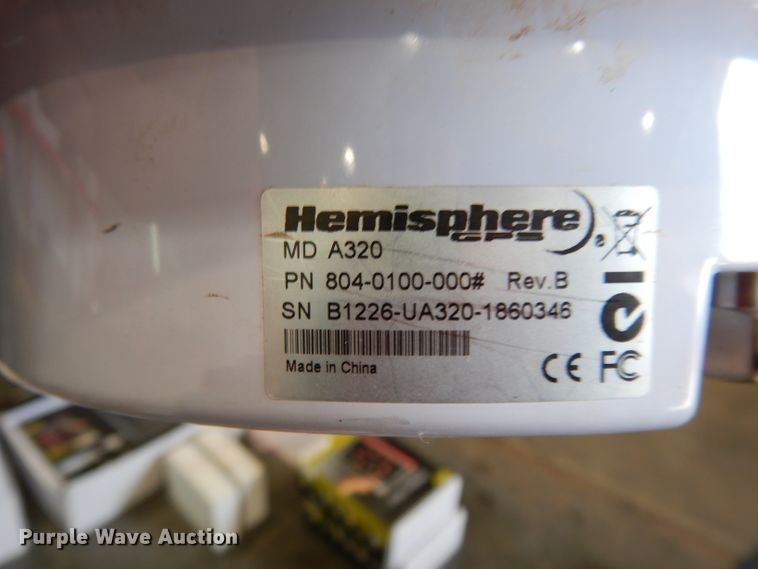 Hemisphere
GPS
MD A320
PN 804-0100-000# Rev.B
SN B1226-UA320-1860346
Made in China
CE FC
Purple Wave Auction